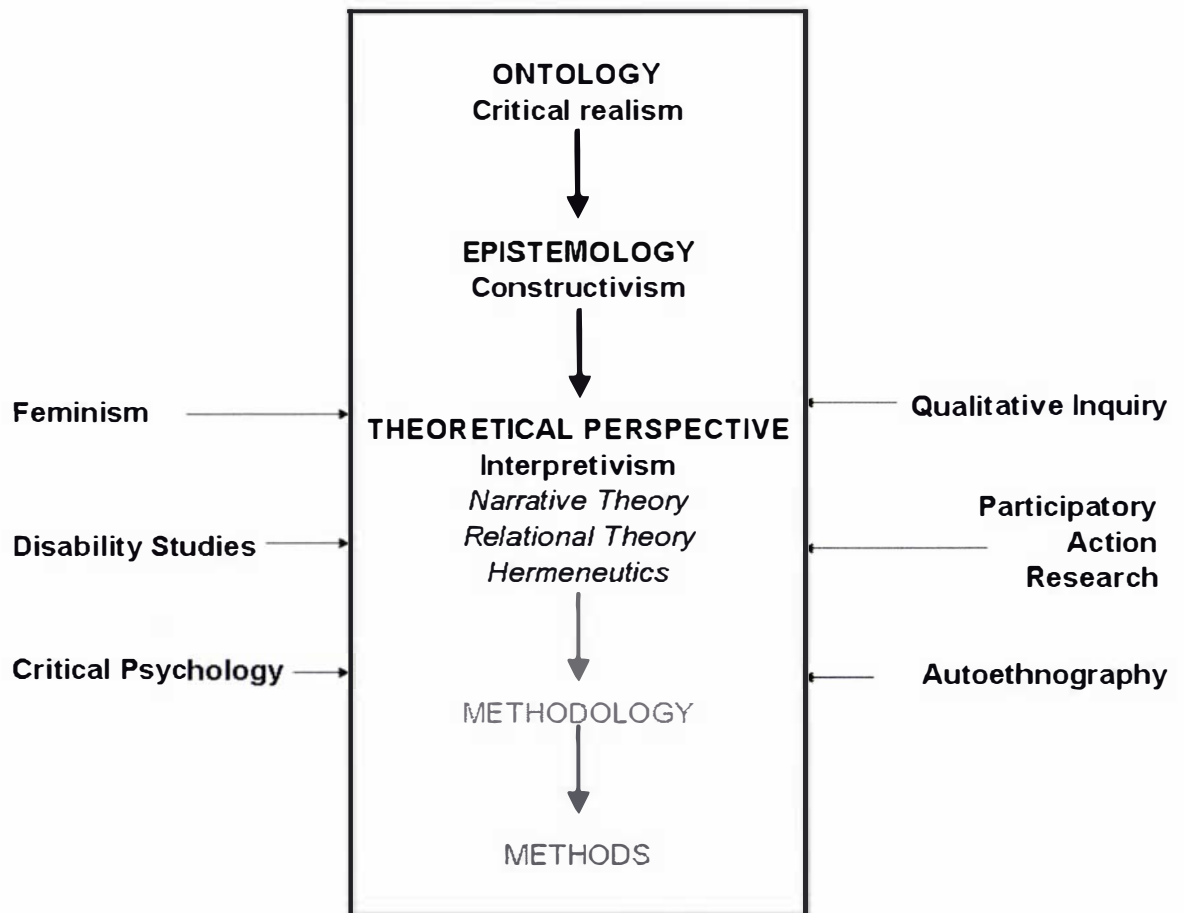 ONTOLOGY
Critical realism
EPISTEMOLOGY
Constructivism
Feminism
Qualitative Inquiry
THEORETICAL PERSPECTIVE
Interpretivism
Narrative Theory
Relational Theory
Hermeneutics
Disability Studies
Participatory
Action
Research
Critical Psychology
Autoethnography
METHODOLOGY
METHODS